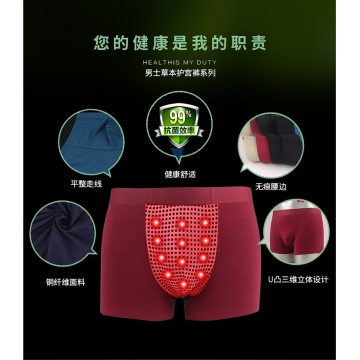 您的健康是我的职责
HEALTHIS MY DUTY
男士草本护宫裤系列
99%
抗菌效率
平整走线
健康舒适
无痕腰边
铜纤维面料
U凸三维立体设计